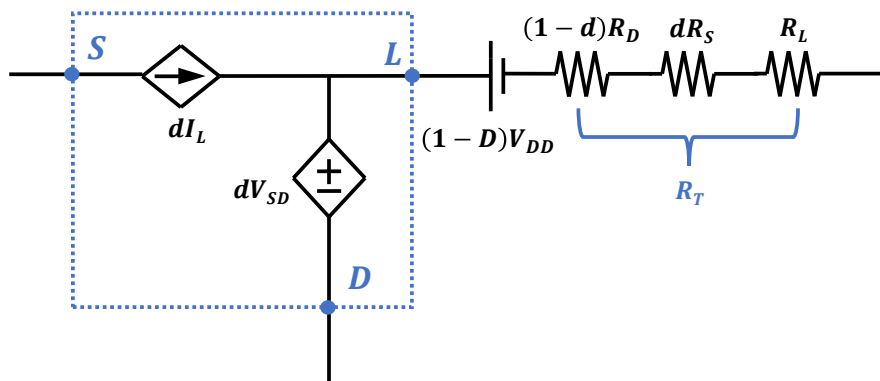 (1-d)R_D
dR_S
R_L
S
L
dI_L
(1-D)V_DD
dV_SD
R_T
D